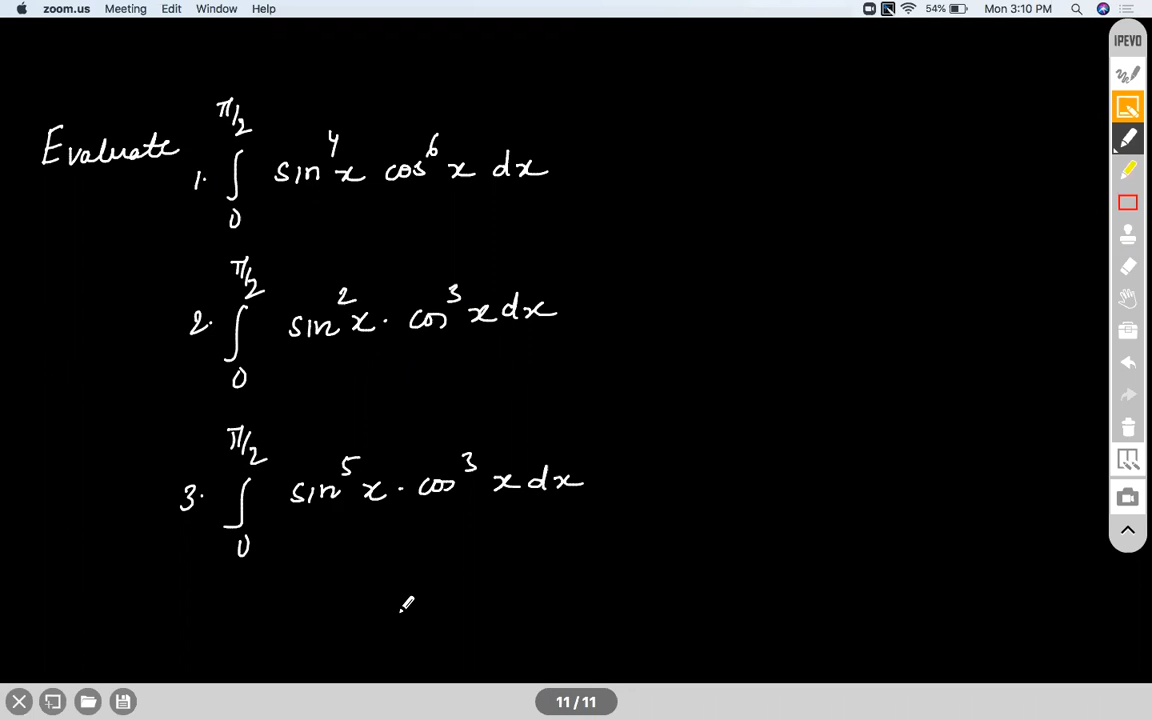 zoom.us Meeting Edit Window Help 54% Mon 3:10 PM
IPEVO
Evaluate 1. ∫₀^(π/2) sin⁴x cos⁶x dx
2. ∫₀^(π/2) sin²x · cos³x dx
3. ∫₀^(π/2) sin⁵x · cos³x dx
11/11